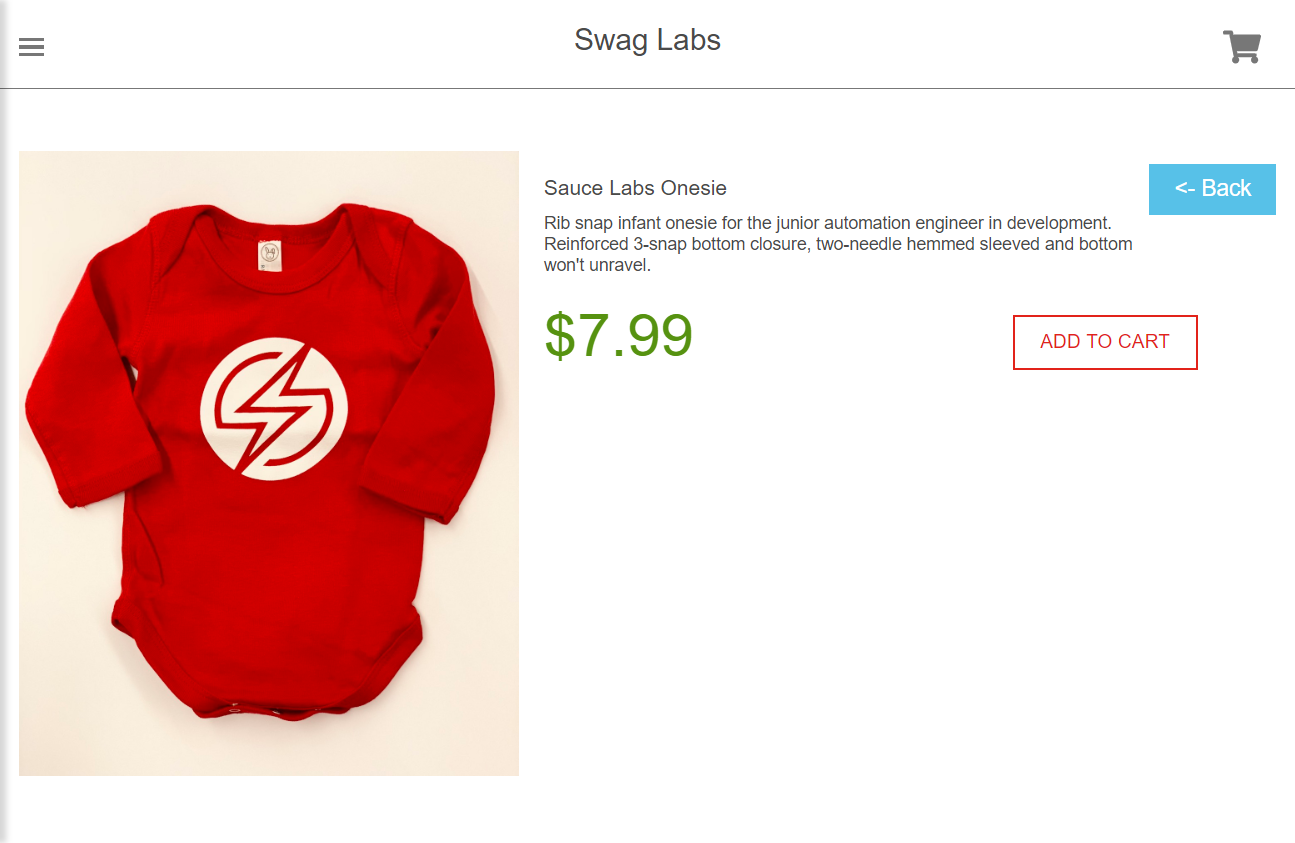 Swag Labs
Sauce Labs Onesie
<- Back
Rib snap infant onesie for the junior automation engineer in development.
Reinforced 3-snap bottom closure, two-needle hemmed sleeved and bottom
won't unravel.
$7.99
ADD TO CART